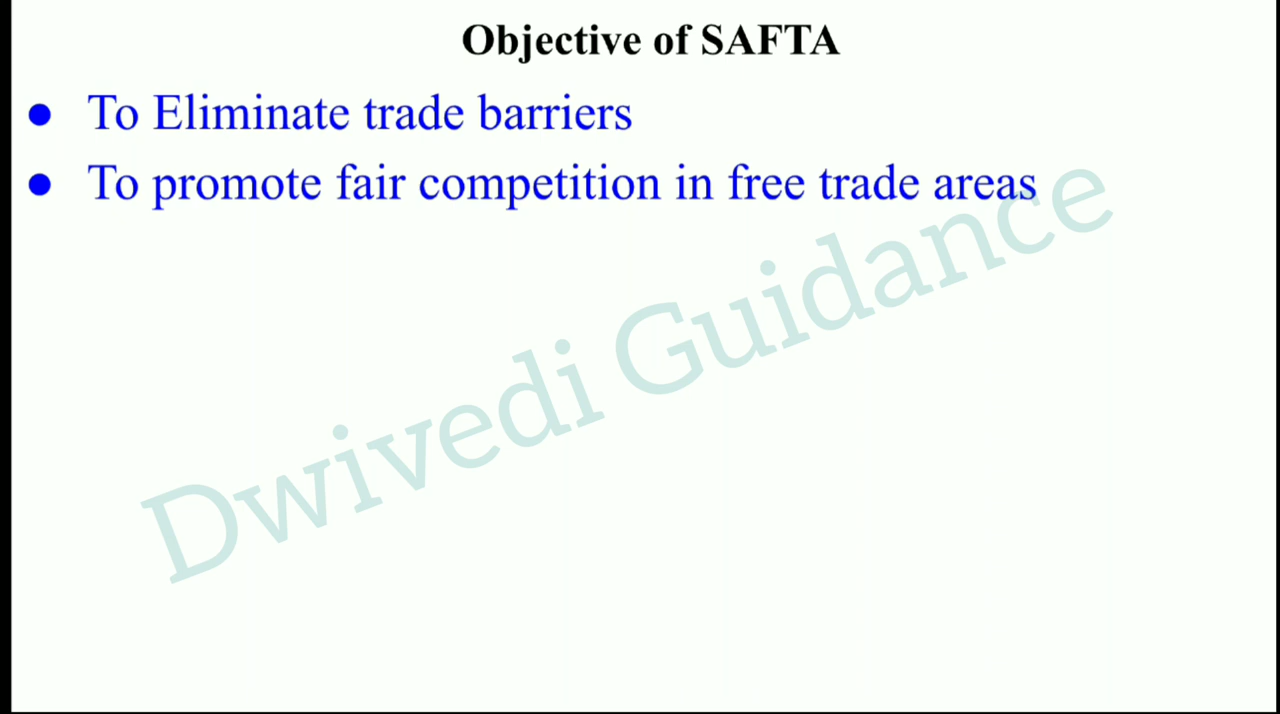 Objective of SAFTA
● To Eliminate trade barriers
● To promote fair competition in free trade areas
Dwivedi Guidance